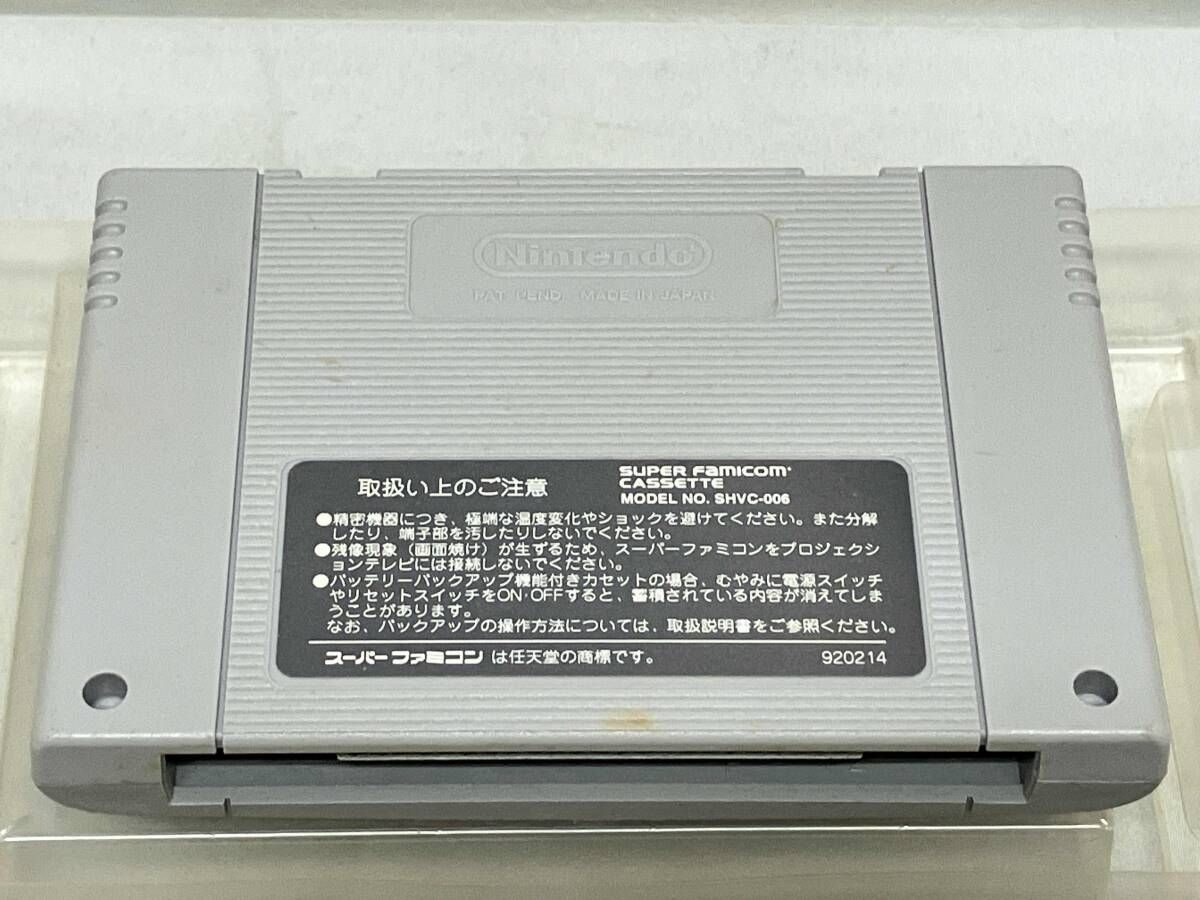 Nintendo
PAT. PEND. MADE IN JAPAN
取扱い上のご注意
SUPER FAMICOM
CASSETTE
MODEL NO. SHVC-006
●精密機器につき、極端な温度変化やショックを避けてください。また分解
したり、端子部を汚したりしないでください。
●残像現象（画面焼け）が生ずるため、スーパーファミコンをプロジェクシ
ョンテレビには接続しないでください。
●バッテリーバックアップ機能付きカセットの場合、むやみに電源スイッチ
やリセットスイッチをON・OFFすると、蓄積されている内容が消えてしま
うことがあります。
なお、バックアップの操作方法については、取扱説明書をご参照ください。
スーパーファミコン は任天堂の商標です。
920214